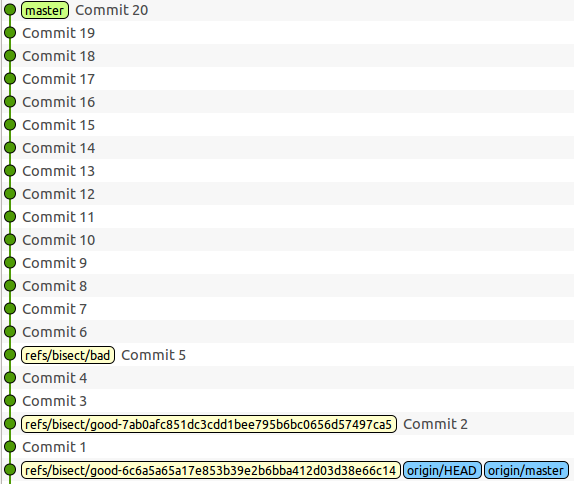 master Commit 20
Commit 19
Commit 18
Commit 17
Commit 16
Commit 15
Commit 14
Commit 13
Commit 12
Commit 11
Commit 10
Commit 9
Commit 8
Commit 7
Commit 6
refs/bisect/bad Commit 5
Commit 4
Commit 3
refs/bisect/good-7ab0afc851dc3cdd1bee795b6bc0656d57497ca5 Commit 2
Commit 1
refs/bisect/good-6c6a5a65a17e853b39e2b6bba412d03d38e66c14 origin/HEAD origin/master